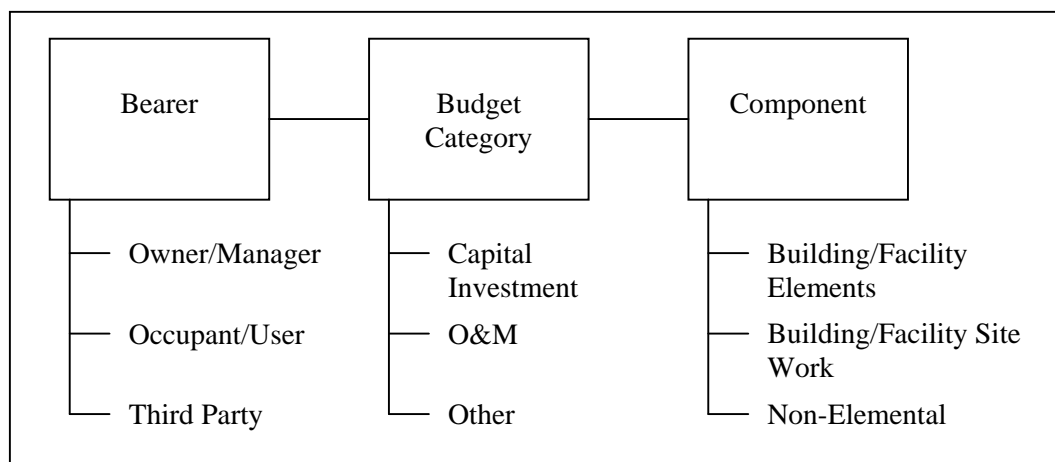 Bearer
Budget
Category
Component
Owner/Manager
Occupant/User
Third Party
Capital
Investment
O&M
Other
Building/Facility
Elements
Building/Facility Site
Work
Non-Elemental